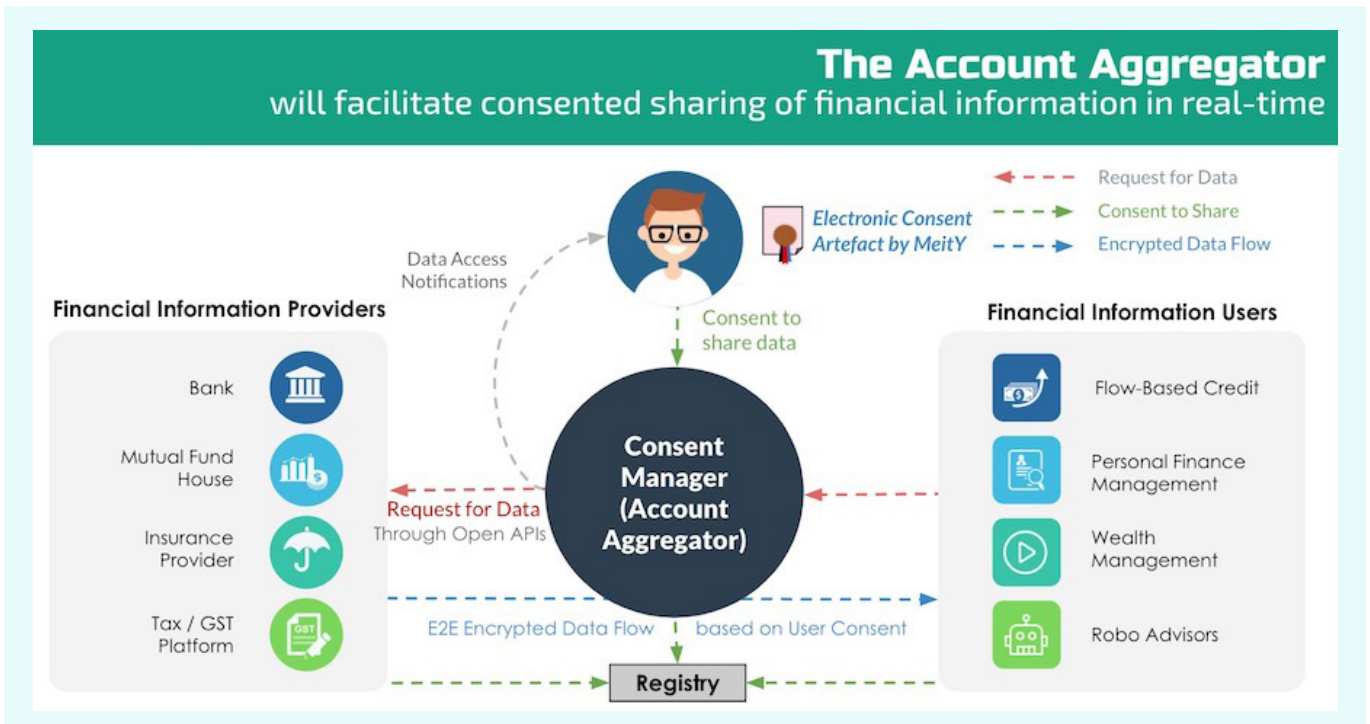 The Account Aggregator
will facilitate consented sharing of financial information in real-time
Request for Data
Consent to Share
Encrypted Data Flow
Electronic Consent
Artefact by MeitY
Data Access
Notifications
Consent to
share data
Financial Information Providers
Bank
Mutual Fund
House
Insurance
Provider
Tax / GST
Platform
GST
Consent
Manager
(Account
Aggregator)
Request for Data
Through Open APIs
E2E Encrypted Data Flow
based on User Consent
Registry
Financial Information Users
Flow-Based Credit
Personal Finance
Management
Wealth
Management
Robo Advisors